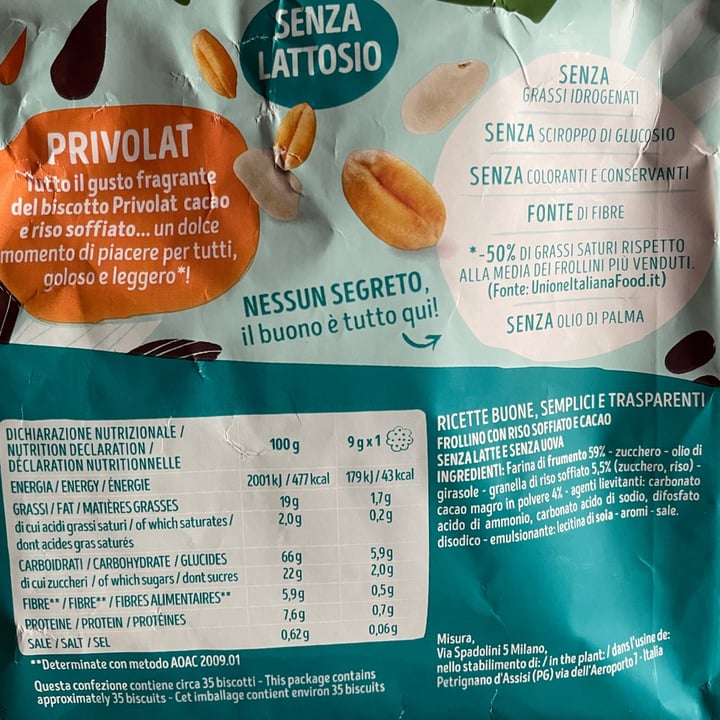 SENZA
LATTOSIO
PRIVOLAT
Tutto il gusto fragrante
del biscotto Privolat cacao
e riso soffiato... un dolce
momento di piacere per tutti,
goloso e leggero*!
SENZA
GRASSI IDROGENATI
SENZA SCIROPPO DI GLUCOSIO
SENZA COLORANTI E CONSERVANTI
FONTE DI FIBRE
*-50% DI GRASSI SATURI RISPETTO
ALLA MEDIA DEI FROLLINI PIÙ VENDUTI.
(Fonte: UnioneItalianaFood.it)
SENZA OLIO DI PALMA
NESSUN SEGRETO,
il buono è tutto qui!
DICHIARAZIONE NUTRIZIONALE /
NUTRITION DECLARATION /
DÉCLARATION NUTRITIONNELLE
100 g 9 g x 1
ENERGIA / ENERGY / ÉNERGIE 2001 kJ / 477 kcal 179 kJ / 43 kcal
GRASSI / FAT / MATIÈRES GRASSES 19 g 1,7 g
di cui acidi grassi saturi / of which saturates / 2,0 g 0,2 g
dont acides gras saturés
CARBOIDRATI / CARBOHYDRATE / GLUCIDES 66 g 5,9 g
di cui zuccheri / of which sugars / dont sucres 22 g 2,0 g
FIBRE** / FIBRE** / FIBRES ALIMENTAIRES** 5,9 g 0,5 g
PROTEINE / PROTEIN / PROTÉINES 7,6 g 0,7 g
SALE / SALT / SEL 0,62 g 0,06 g
**Determinate con metodo AOAC 2009.01
Questa confezione contiene circa 35 biscotti - This package contains
approximately 35 biscuits - Cet imballage contient environ 35 biscuits
RICETTE BUONE, SEMPLICI E TRASPARENTI
FROLLINO CON RISO SOFFIATO E CACAO
SENZA LATTE E SENZA UOVA
INGREDIENTI: Farina di frumento 59% - zucchero - olio di
girasole - granella di riso soffiato 5,5% (zucchero, riso) -
cacao magro in polvere 4% - agenti lievitanti: carbonato
acido di ammonio, carbonato acido di sodio, difosfato
disodico - emulsionante: lecitina di soia - aromi - sale.
Misura,
Via Spadolini 5 Milano,
nello stabilimento di: / in the plant: / dans l'usine de:
Petrignano d'Assisi (PG) via dell'Aeroporto 7 - Italia